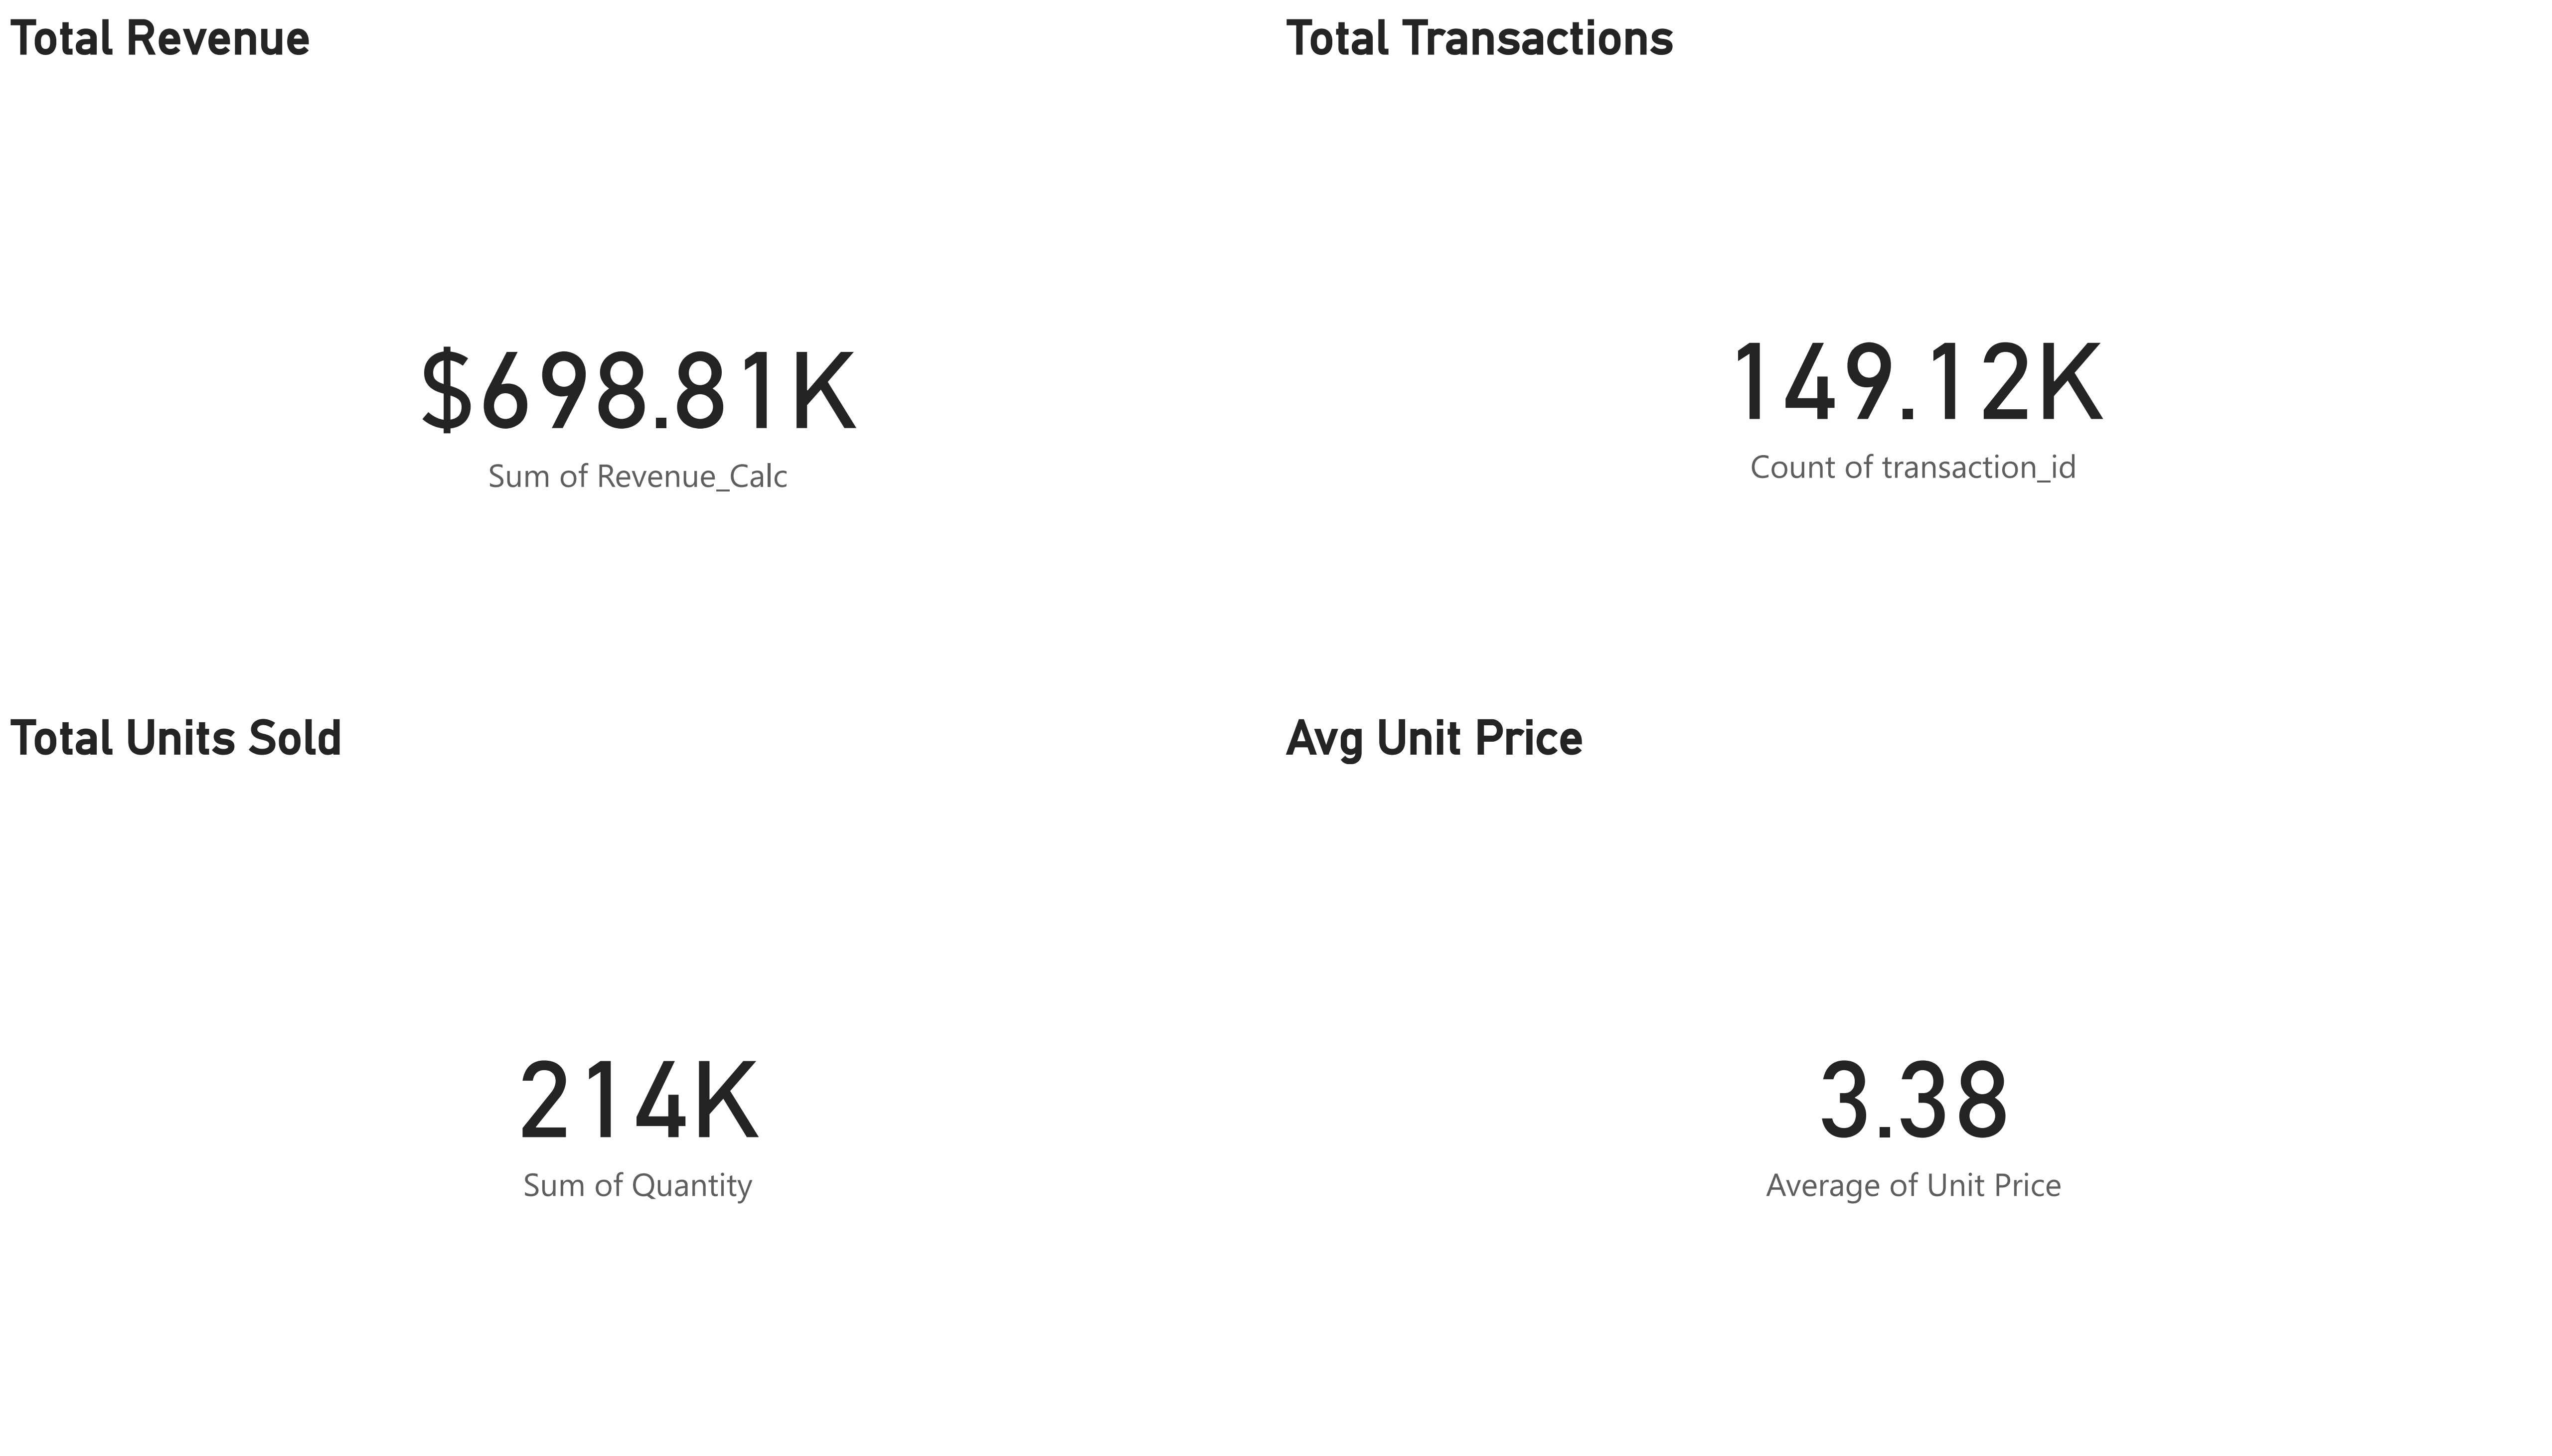 Total Revenue
$698.81K
Sum of Revenue_Calc
Total Transactions
149.12K
Count of transaction_id
Total Units Sold
214K
Sum of Quantity
Avg Unit Price
3.38
Average of Unit Price